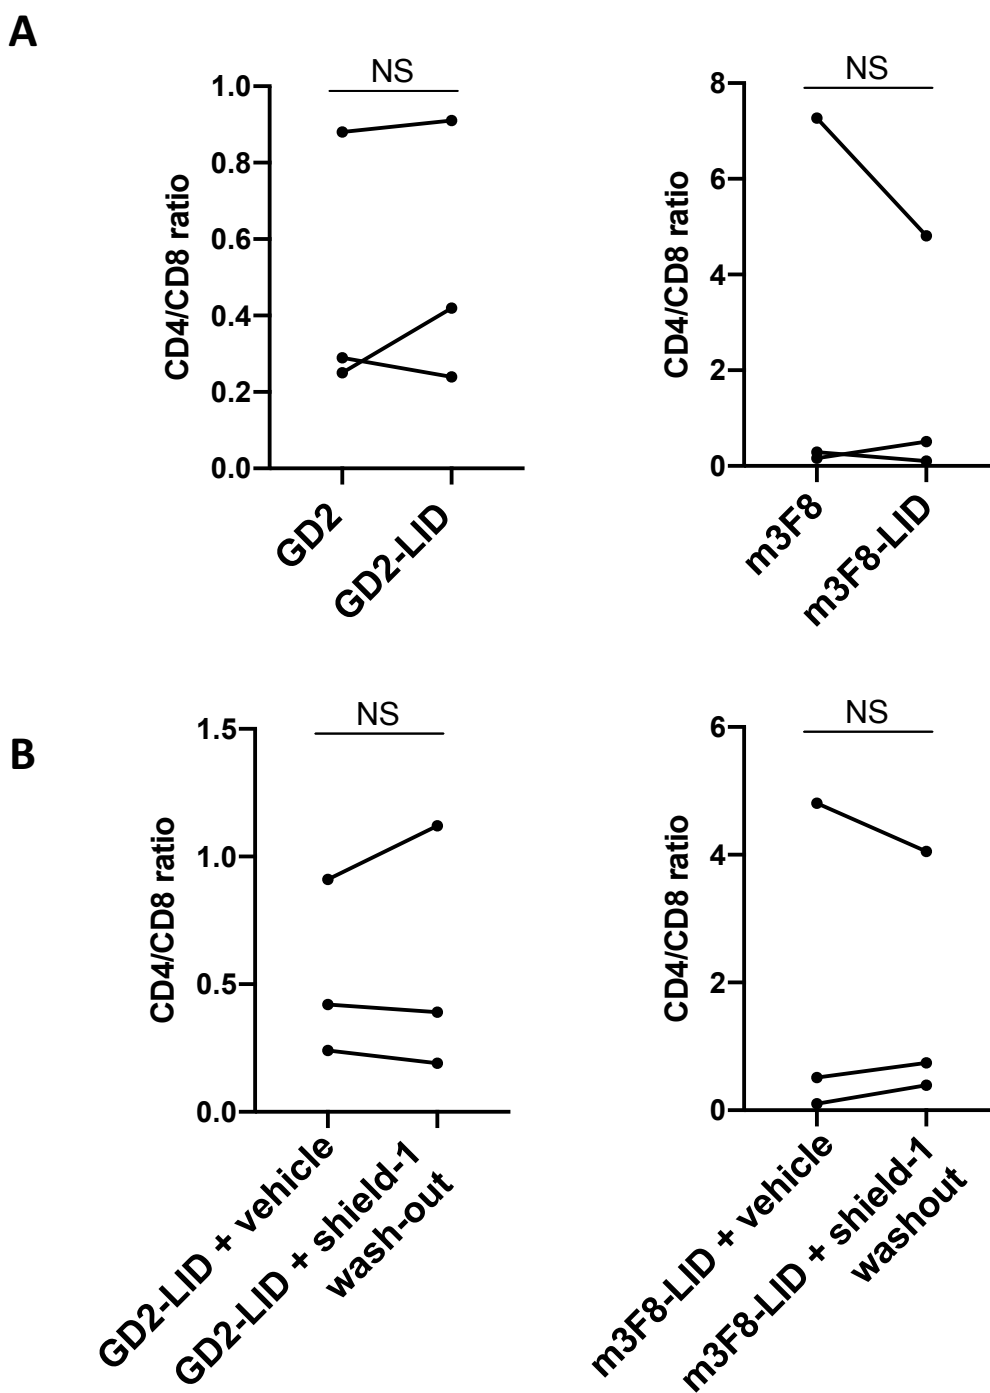 A
NS
1.0
0.8
0.6
0.4
0.2
0.0
CD4/CD8 ratio
GD2
GD2-LID
NS
8
6
4
2
0
CD4/CD8 ratio
m3F8
m3F8-LID
B
NS
1.5
1.0
0.5
0.0
CD4/CD8 ratio
GD2-LID + vehicle
GD2-LID + shield-1
wash-out
NS
6
4
2
0
CD4/CD8 ratio
m3F8-LID + vehicle
m3F8-LID + shield-1
washout